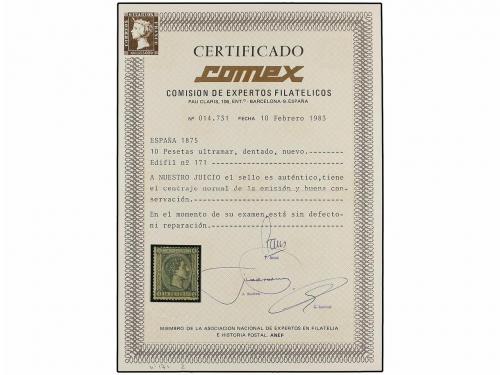 CERTIFICADO
comex
COMISION DE EXPERTOS FILATELICOS
PAU CLARIS, 106, ENT.º - BARCELONA-9. ESPAÑA
Nº 014.731 FECHA 10 Febrero 1983
ESPAÑA 1875
10 Pesetas ultramar, dentado, nuevo.-------
Edifil nº 171 ------
A NUESTRO JUICIO el sello es auténtico,tiene
el centraje normal de la emisión y buena con-
servación.------
En el momento de su examen,está sin defecto-
ni reparación.------
MIEMBRO DE LA ASOCIACION NACIONAL DE EXPERTOS EN FILATELIA
E HISTORIA POSTAL. ANEF